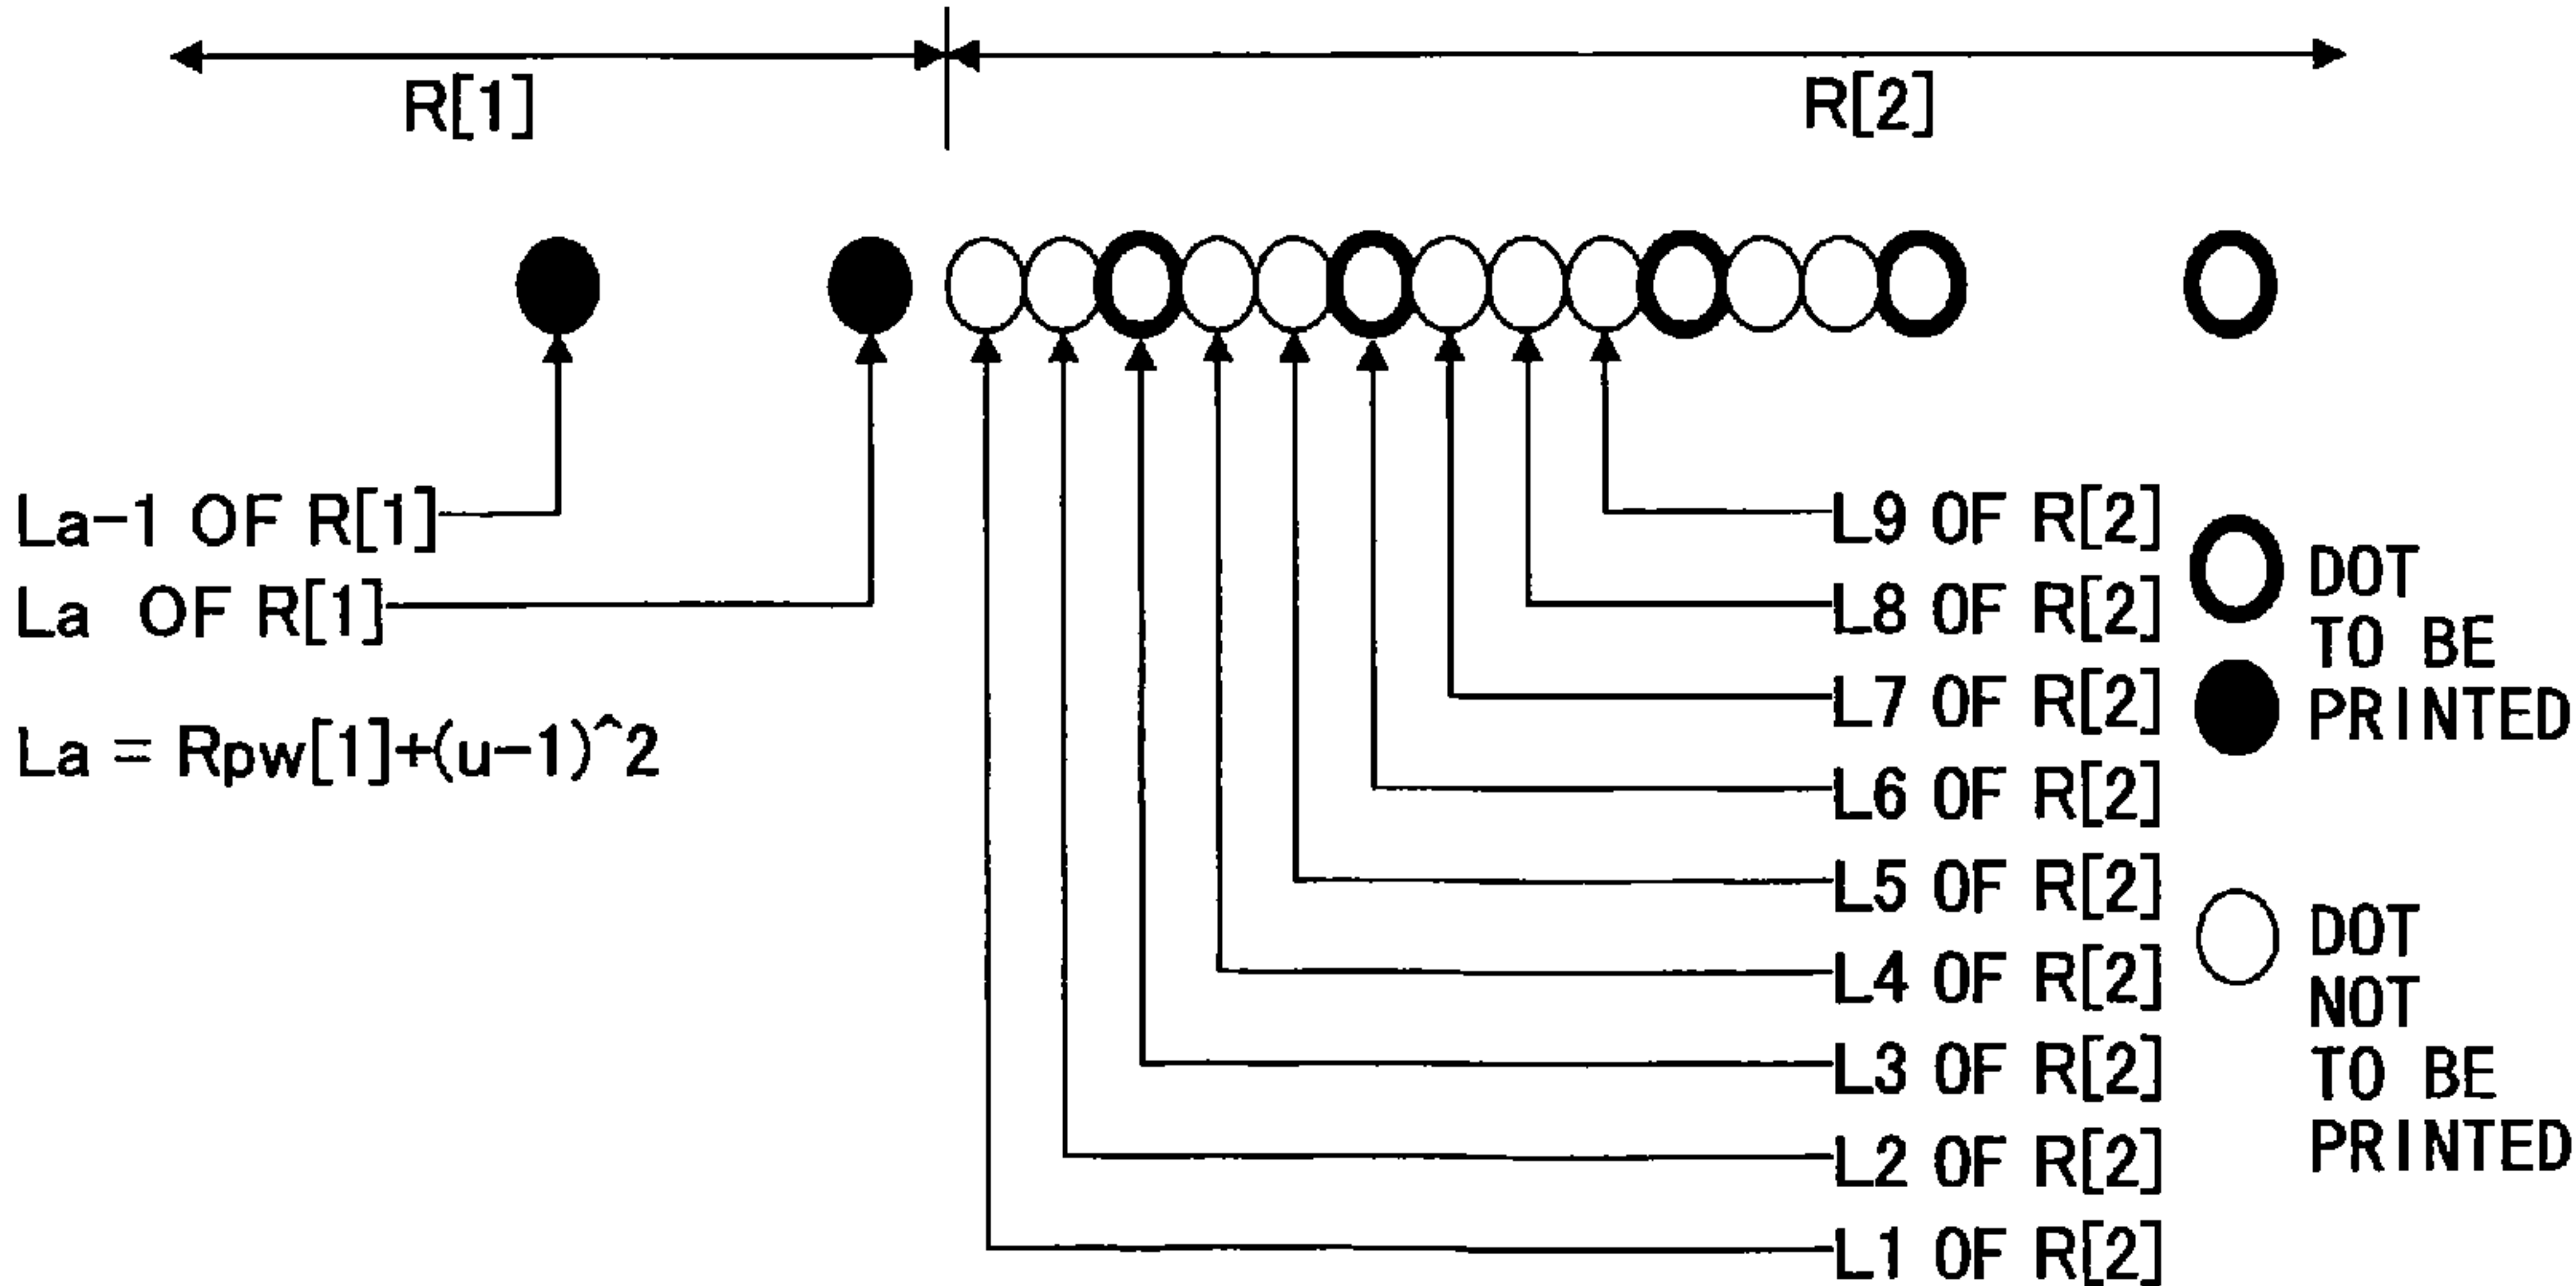 R[1]
R[2]
La-1 OF R[1]
La OF R[1]
La = Rpw[1]+(u-1)^2
L9 OF R[2]
L8 OF R[2]
L7 OF R[2]
L6 OF R[2]
L5 OF R[2]
L4 OF R[2]
L3 OF R[2]
L2 OF R[2]
L1 OF R[2]
DOT
TO BE
PRINTED
DOT
NOT
TO BE
PRINTED